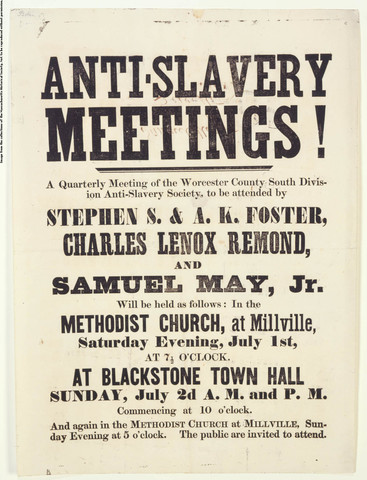 ANTI-SLAVERY
MEETINGS!
A Quarterly Meeting of the Worcester County South Divis-
ion Anti-Slavery Society, to be attended by
STEPHEN S. & A. K. FOSTER,
CHARLES LENOX REMOND,
AND
SAMUEL MAY, Jr.
Will be held as follows: In the
METHODIST CHURCH, at Millville,
Saturday Evening, July 1st,
AT 7½ O'CLOCK.
AT BLACKSTONE TOWN HALL
SUNDAY, July 2d A. M. and P. M.
Commencing at 10 o'clock.
And again in the METHODIST CHURCH at MILLVILLE, Sun-
day Evening at 5 o'clock. The public are invited to attend.